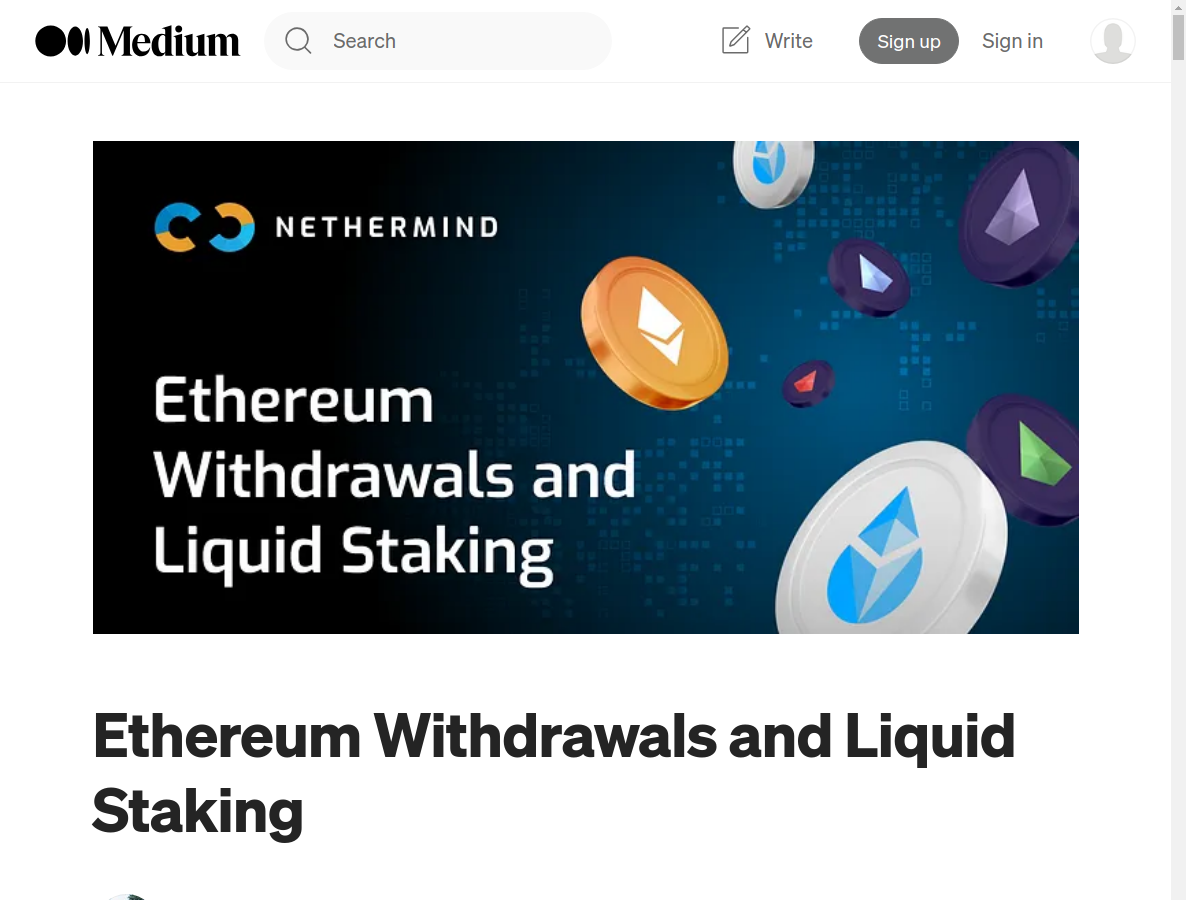 Medium
Search
Write
Sign up
Sign in
NETHERMIND
Ethereum
Withdrawals and
Liquid Staking
Ethereum Withdrawals and Liquid
Staking